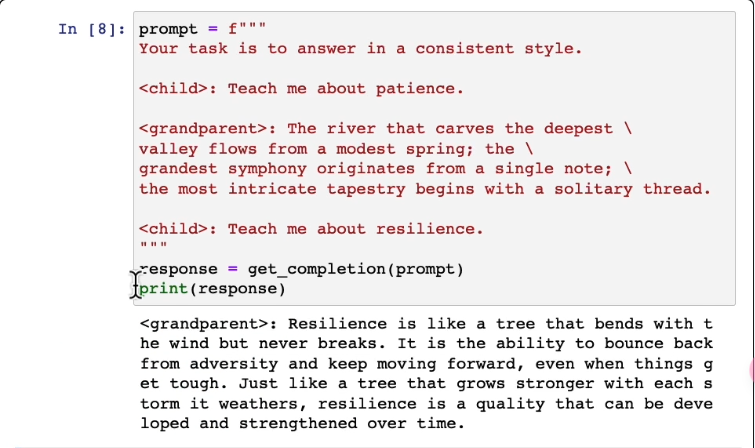 In [8]: prompt = f"""
Your task is to answer in a consistent style.
<child>: Teach me about patience.
<grandparent>: The river that carves the deepest \
valley flows from a modest spring; the \
grandest symphony originates from a single note; \
the most intricate tapestry begins with a solitary thread.
<child>: Teach me about resilience.
"""
response = get_completion(prompt)
print(response)
<grandparent>: Resilience is like a tree that bends with t
he wind but never breaks. It is the ability to bounce back
from adversity and keep moving forward, even when things g
et tough. Just like a tree that grows stronger with each s
torm it weathers, resilience is a quality that can be deve
loped and strengthened over time.